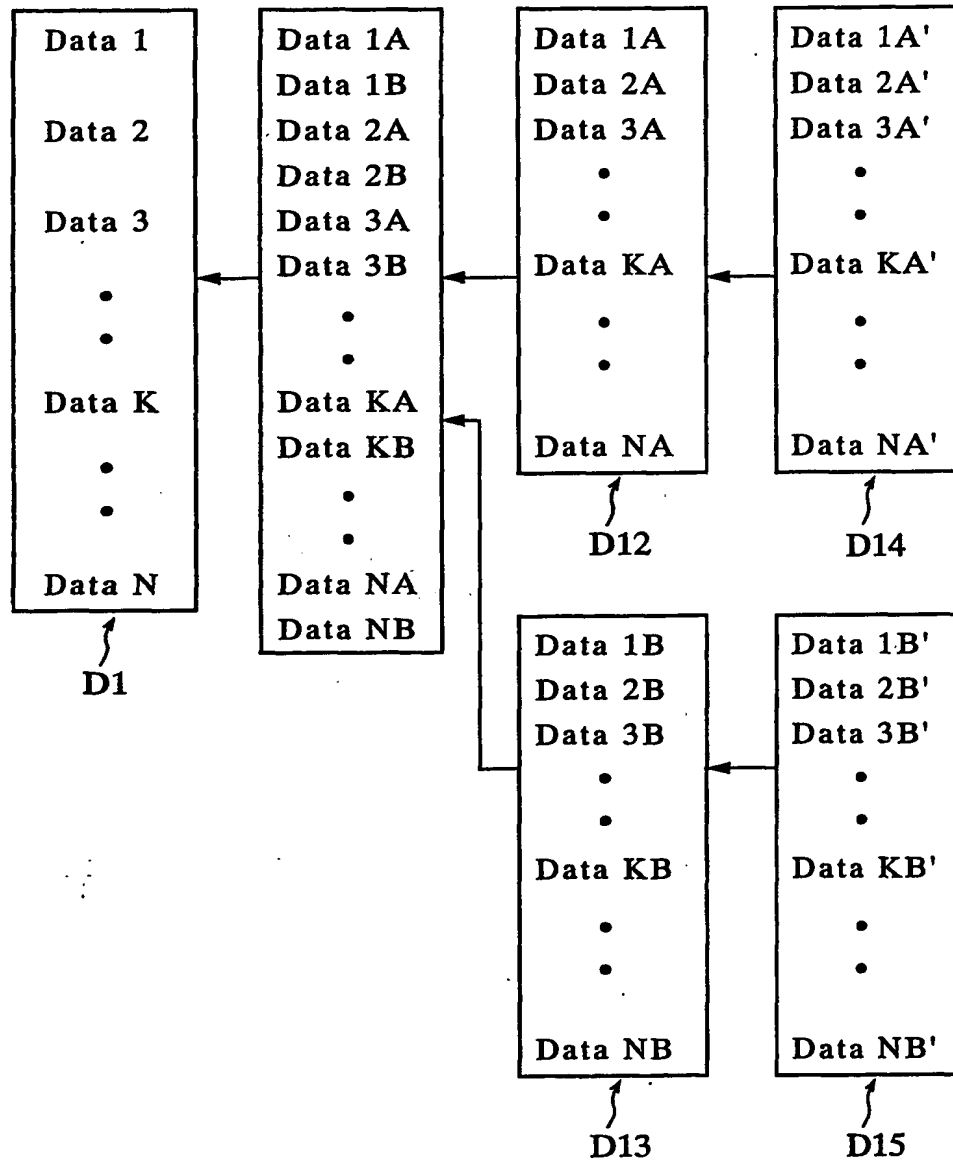 Data 1
Data 2
Data 3
Data K
Data N
D1
Data 1A
Data 1B
Data 2A
Data 2B
Data 3A
Data 3B
Data KA
Data KB
Data NA
Data NB
Data 1A
Data 2A
Data 3A
Data KA
Data NA
D12
Data 1A'
Data 2A'
Data 3A'
Data KA'
Data NA'
D14
Data 1B
Data 2B
Data 3B
Data KB
Data NB
D13
Data 1B'
Data 2B'
Data 3B'
Data KB'
Data NB'
D15